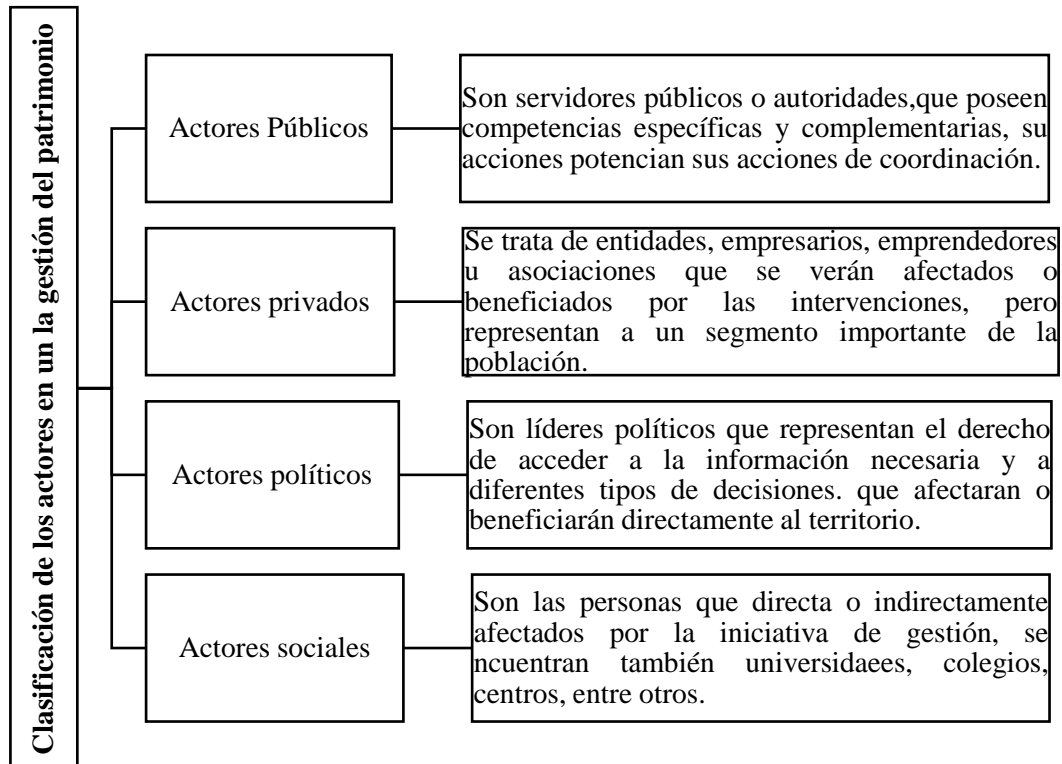 Clasificación de los actores en un la gestión del patrimonio
Actores Públicos
Son servidores públicos o autoridades,que poseen
competencias específicas y complementarias, su
acciones potencian sus acciones de coordinación.
Actores privados
Se trata de entidades, empresarios, emprendedores
u asociaciones que se verán afectados o
beneficiados por las intervenciones, pero
representan a un segmento importante de la
población.
Actores políticos
Son líderes políticos que representan el derecho
de acceder a la información necesaria y a
diferentes tipos de decisiones. que afectaran o
beneficiarán directamente al territorio.
Actores sociales
Son las personas que directa o indirectamente
afectados por la iniciativa de gestión, se
ncuentran también universidaees, colegios,
centros, entre otros.